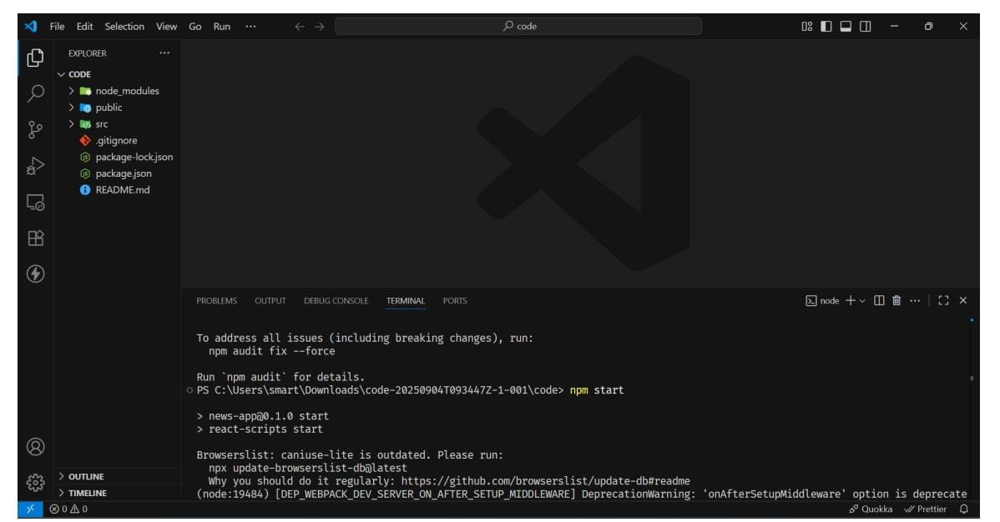 File Edit Selection View Go Run ···
code
EXPLORER
CODE
node_modules
public
src
.gitignore
package-lock.json
package.json
README.md
OUTLINE
TIMELINE
PROBLEMS OUTPUT DEBUG CONSOLE TERMINAL PORTS
node
To address all issues (including breaking changes), run:
npm audit fix --force
Run `npm audit` for details.
PS C:\Users\smart\Downloads\code-20250904T093447Z-1-001\code> npm start
> news-app@0.1.0 start
> react-scripts start
Browserslist: caniuse-lite is outdated. Please run:
npx update-browserslist-db@latest
Why you should do it regularly: https://github.com/browserslist/update-db#readme
(node:19484) [DEP_WEBPACK_DEV_SERVER_ON_AFTER_SETUP_MIDDLEWARE] DeprecationWarning: 'onAfterSetupMiddleware' option is deprecate
0 0
Quokka Prettier